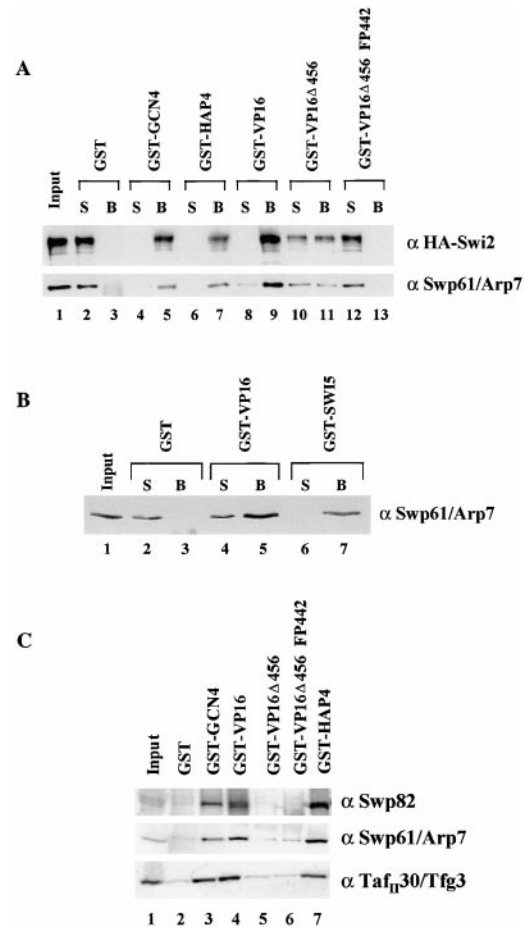 A
Input
GST
GST-GCN4
GST-HAP4
GST-VP16
GST-VP16Δ456
GST-VP16Δ456 FP442
S B S B S B S B S B S B
α HA-Swi2
α Swp61/Arp7
1 2 3 4 5 6 7 8 9 10 11 12 13
B
Input
GST
GST-VP16
GST-SWI5
S B S B S B
α Swp61/Arp7
1 2 3 4 5 6 7
C
Input
GST
GST-GCN4
GST-VP16
GST-VP16Δ456
GST-VP16Δ456 FP442
GST-HAP4
α Swp82
α Swp61/Arp7
α TafII30/Tfg3
1 2 3 4 5 6 7